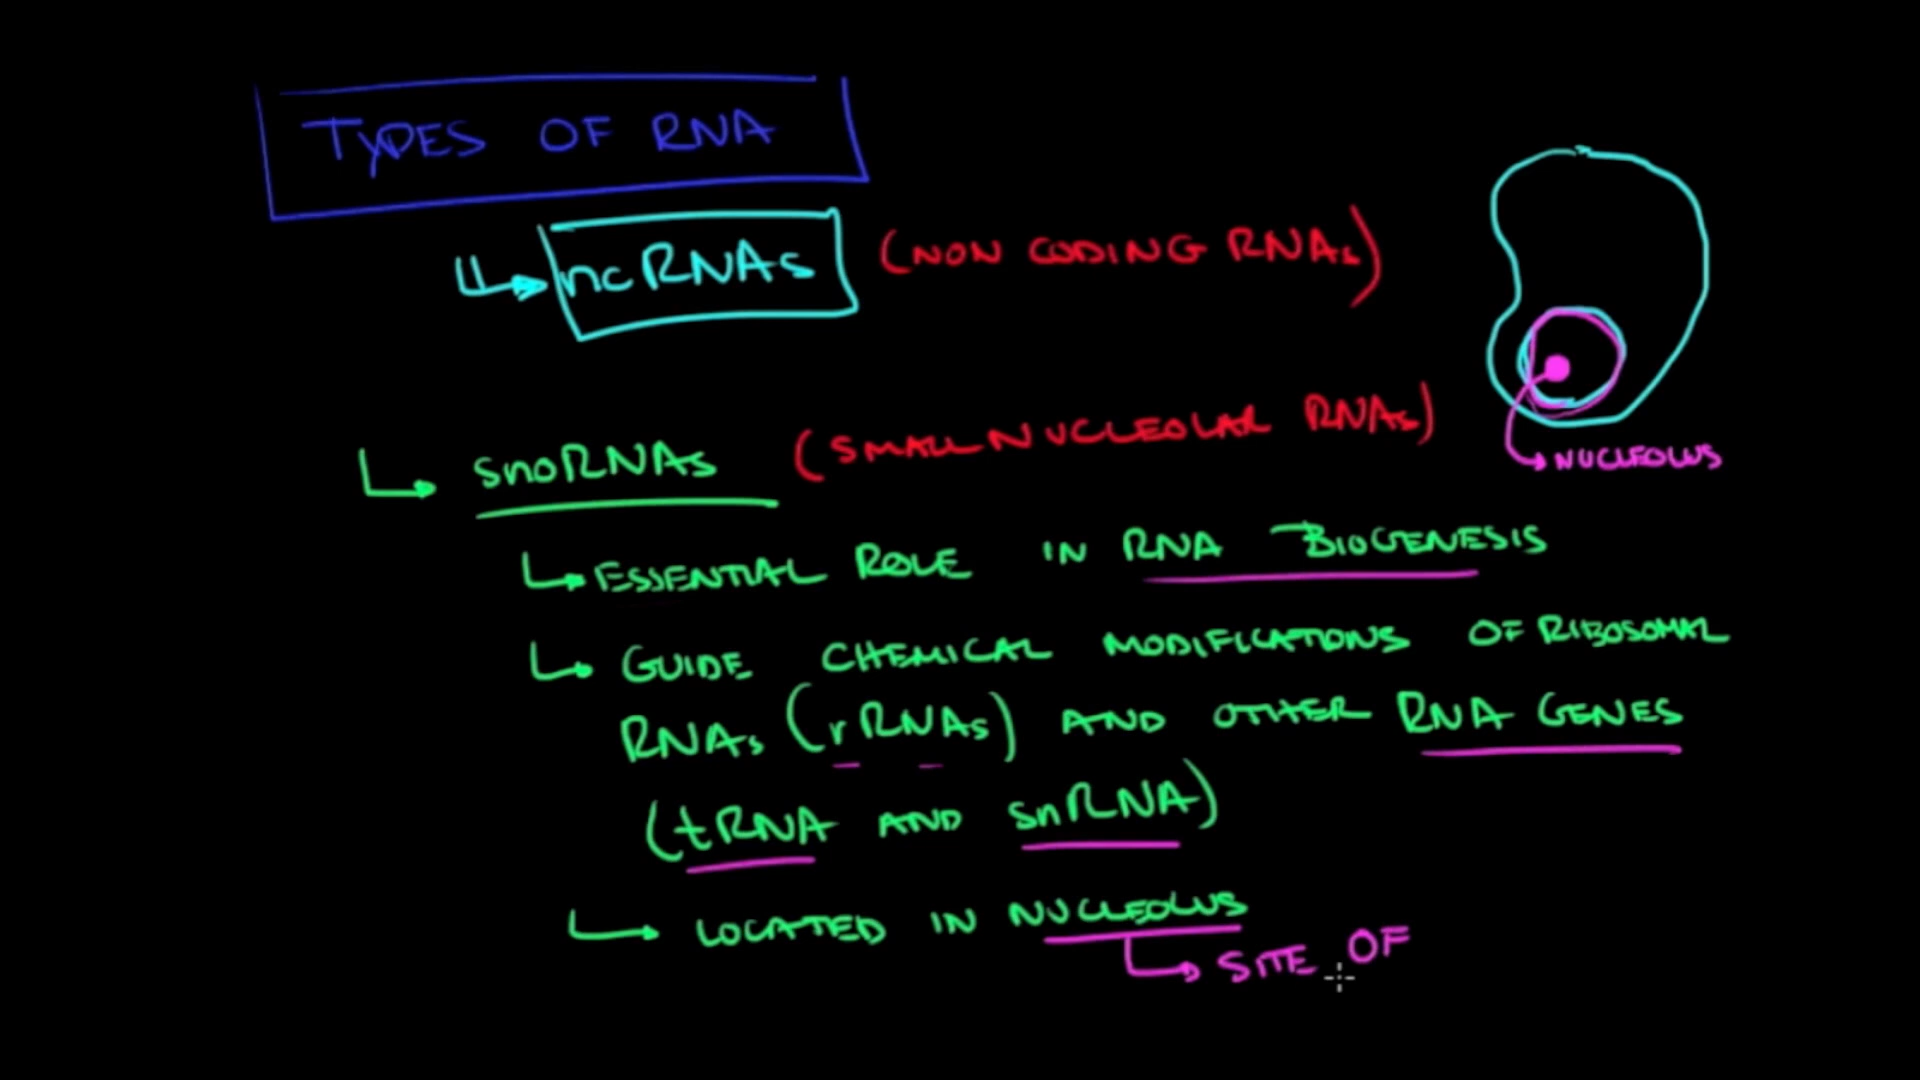 TYPES OF RNA
ncRNAs (NON CODING RNAs)
snoRNAs (SMALL NUCLEOLAR RNAs)
NUCLEOLUS
ESSENTIAL ROLE IN RNA BIOGENESIS
GUIDE CHEMICAL MODIFICATIONS OF RIBOSOMAL
RNAs (rRNAs) AND OTHER RNA GENES
(tRNA AND snRNA)
LOCATED IN NUCLEOLUS
SITE OF